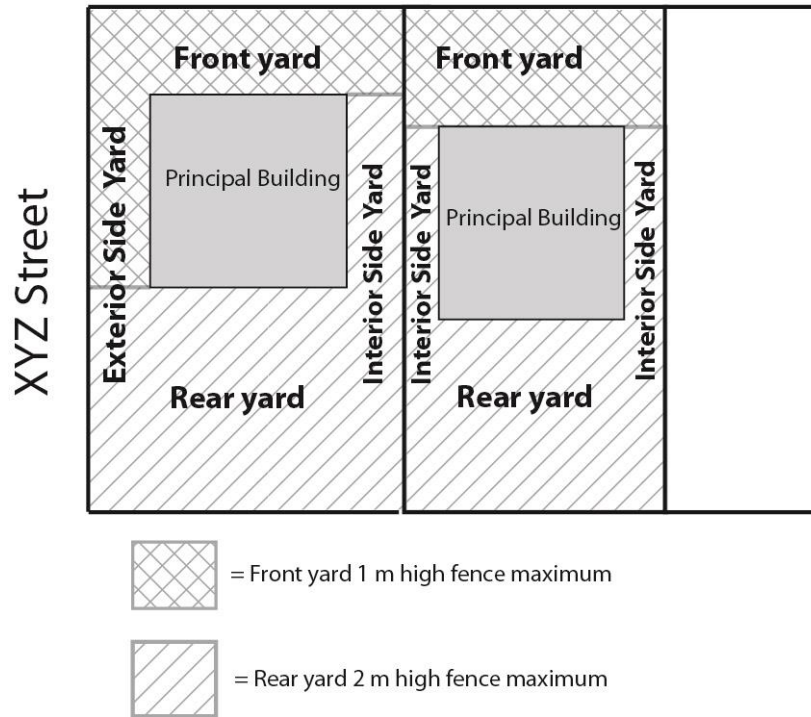 Front yard
Front yard
XYZ Street
Exterior Side Yard
Principal Building
Interior Side Yard
Interior Side Yard
Principal Building
Interior Side Yard
Rear yard
Rear yard
= Front yard 1 m high fence maximum
= Rear yard 2 m high fence maximum